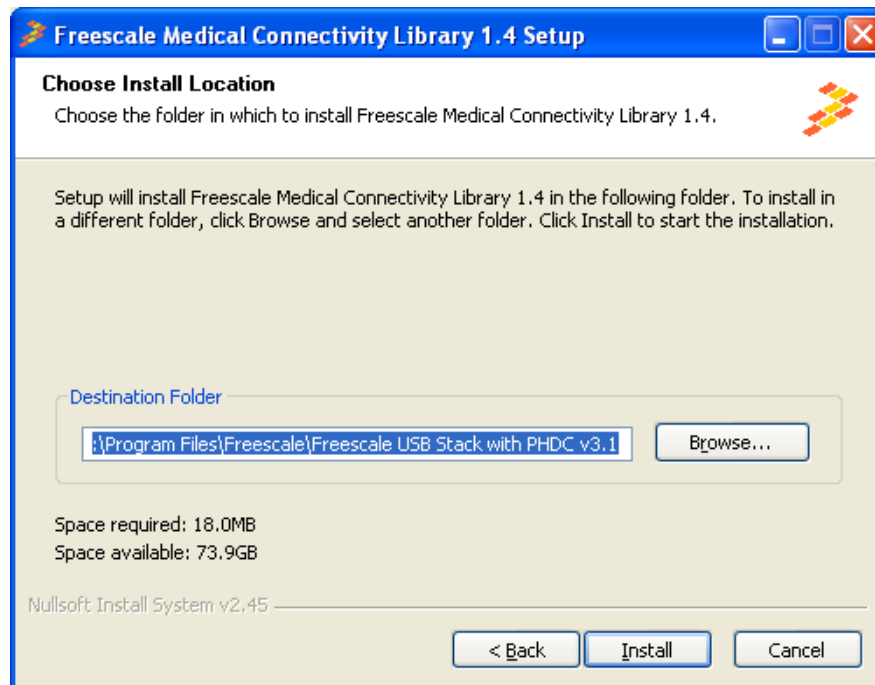 Freescale Medical Connectivity Library 1.4 Setup
Choose Install Location
Choose the folder in which to install Freescale Medical Connectivity Library 1.4.
Setup will install Freescale Medical Connectivity Library 1.4 in the following folder. To install in
a different folder, click Browse and select another folder. Click Install to start the installation.
Destination Folder
:\Program Files\Freescale\Freescale USB Stack with PHDC v3.1
Browse...
Space required: 18.0MB
Space available: 73.9GB
Nullsoft Install System v2.45
< Back
Install
Cancel